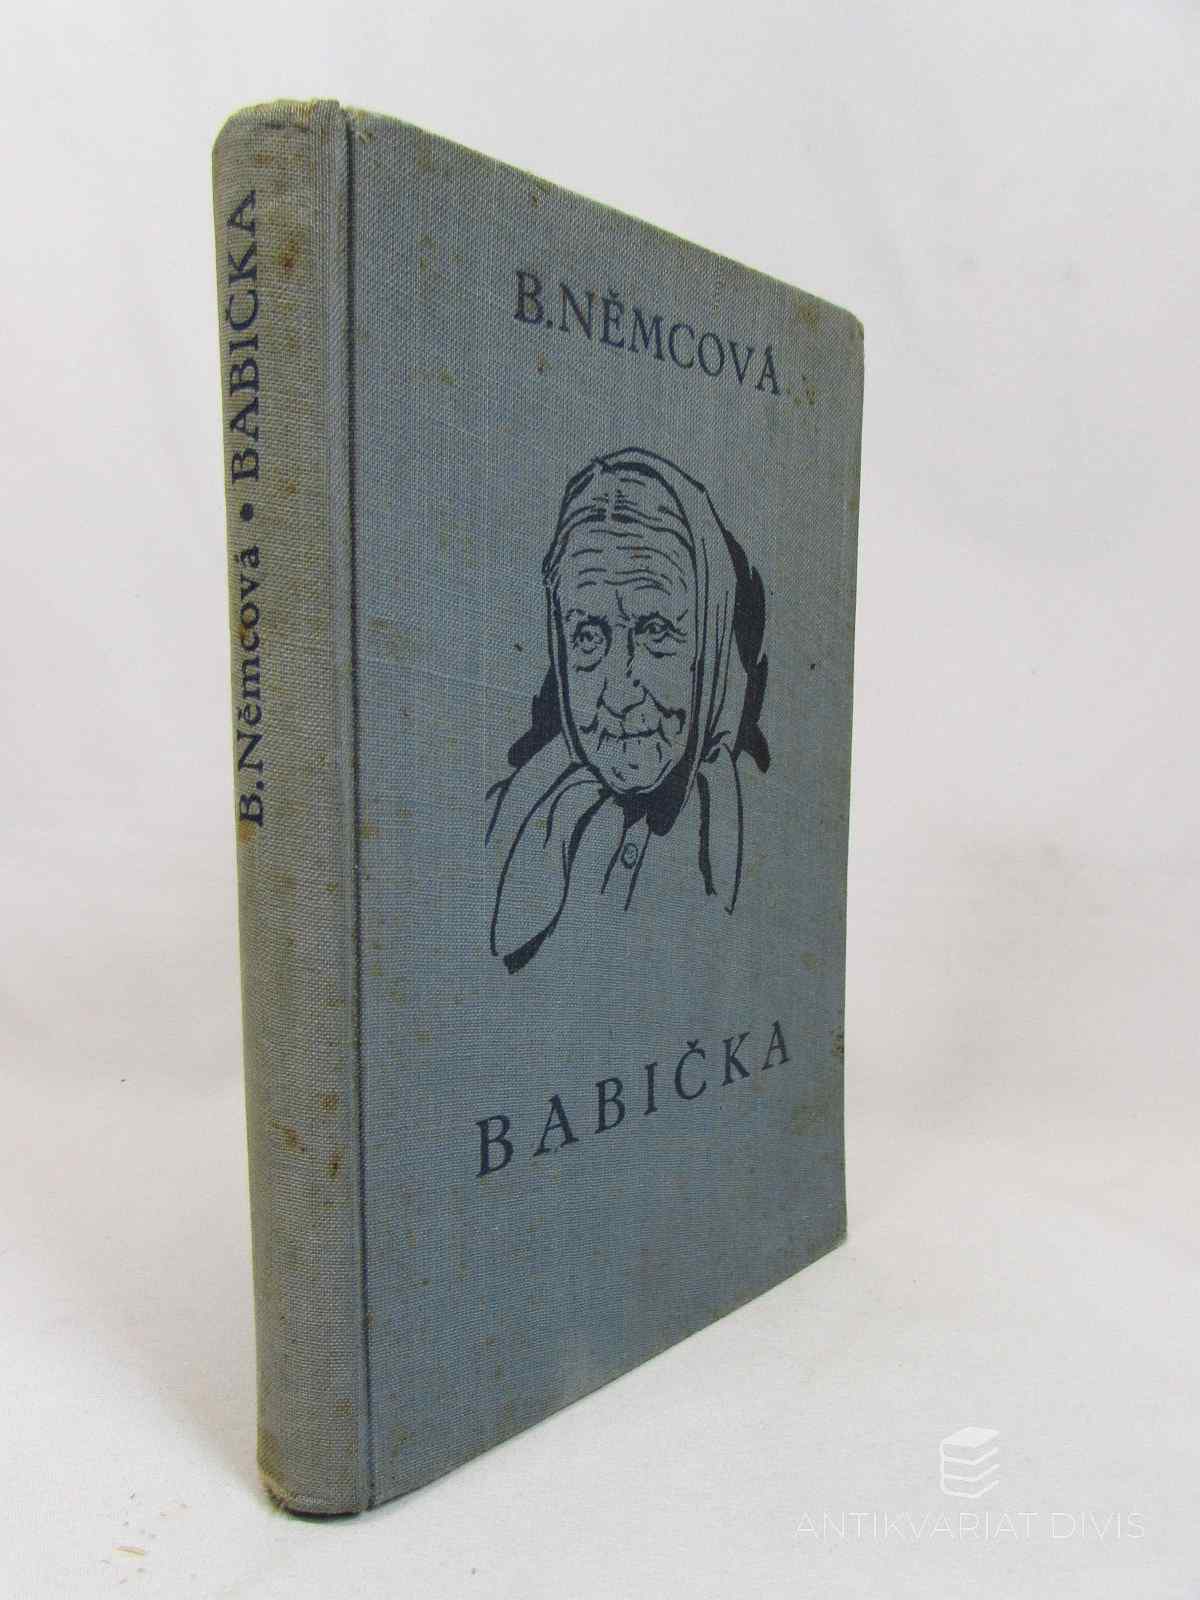 B. Němcová • BABIČKA
B. NĚMCOVÁ
BABIČKA
ANTIKVARIAT DIVIS